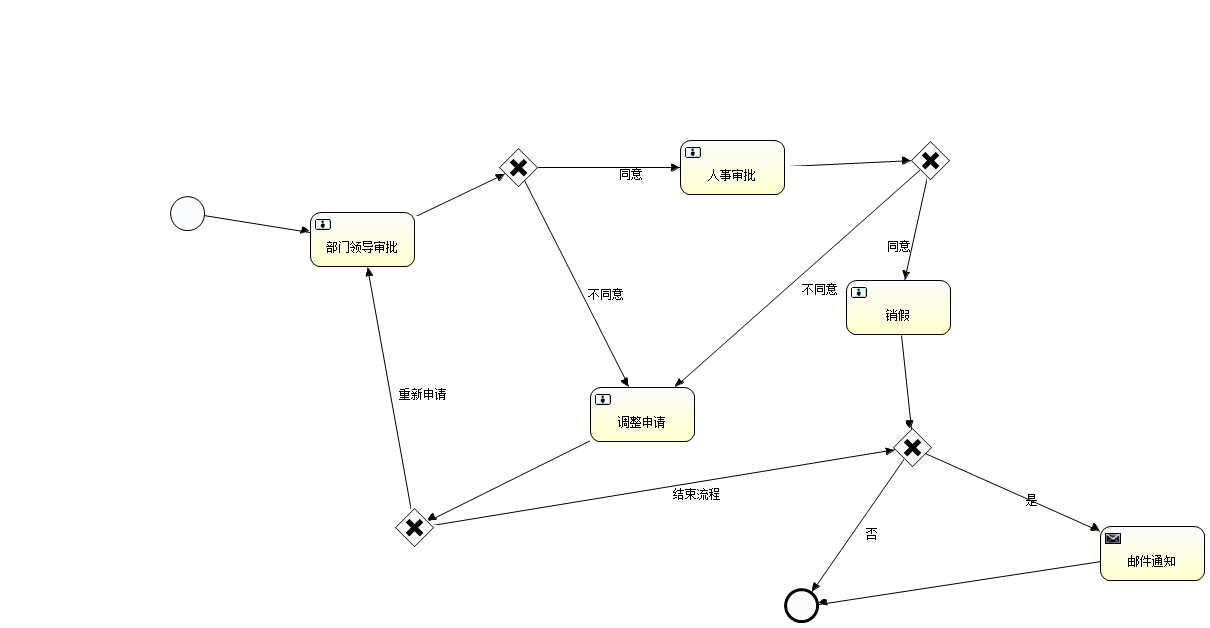 同意
人事审批
部门领导审批
同意
不同意
不同意
销假
重新申请
调整申请
结束流程
是
否
邮件通知